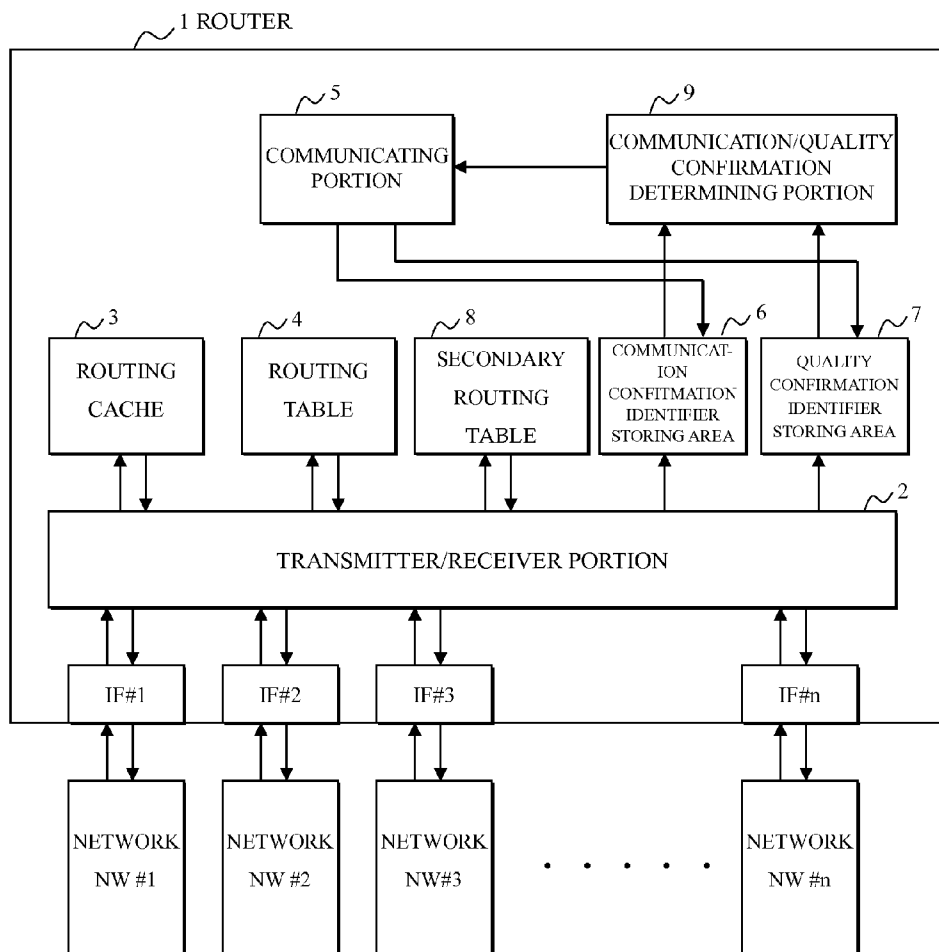 1 ROUTER
5
9
COMMUNICATING
PORTION
COMMUNICATION/QUALITY
CONFIRMATION
DETERMINING PORTION
3
4
8
6
7
ROUTING
CACHE
ROUTING
TABLE
SECONDARY
ROUTING
TABLE
COMMUNICAT-
ION
CONFITMATION
IDENTIFIER
STORING AREA
QUALITY
CONFIRMATION
IDENTIFIER
STORING AREA
2
TRANSMITTER/RECEIVER PORTION
IF#1
IF#2
IF#3
IF#n
NETWORK
NW #1
NETWORK
NW #2
NETWORK
NW#3
NETWORK
NW #n